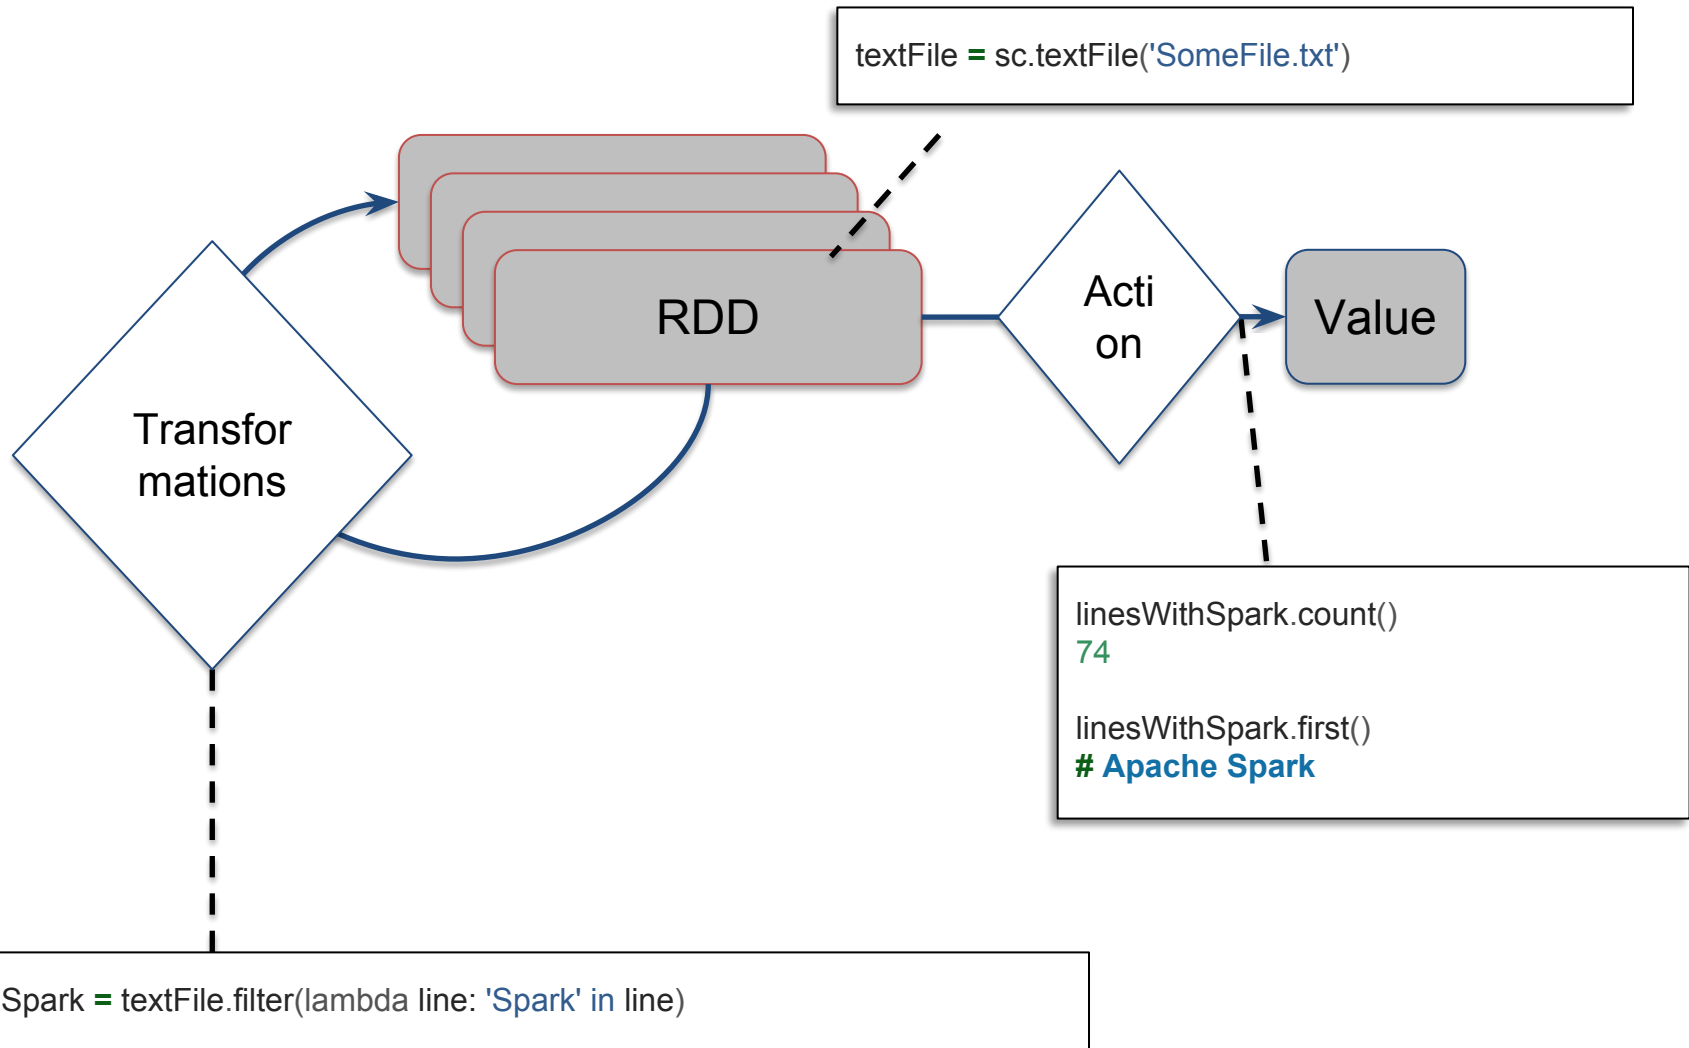 textFile = sc.textFile('SomeFile.txt')
RDD
Acti
on
Value
Transfor
mations
linesWithSpark.count()
74
linesWithSpark.first()
# Apache Spark
Spark = textFile.filter(lambda line: 'Spark' in line)